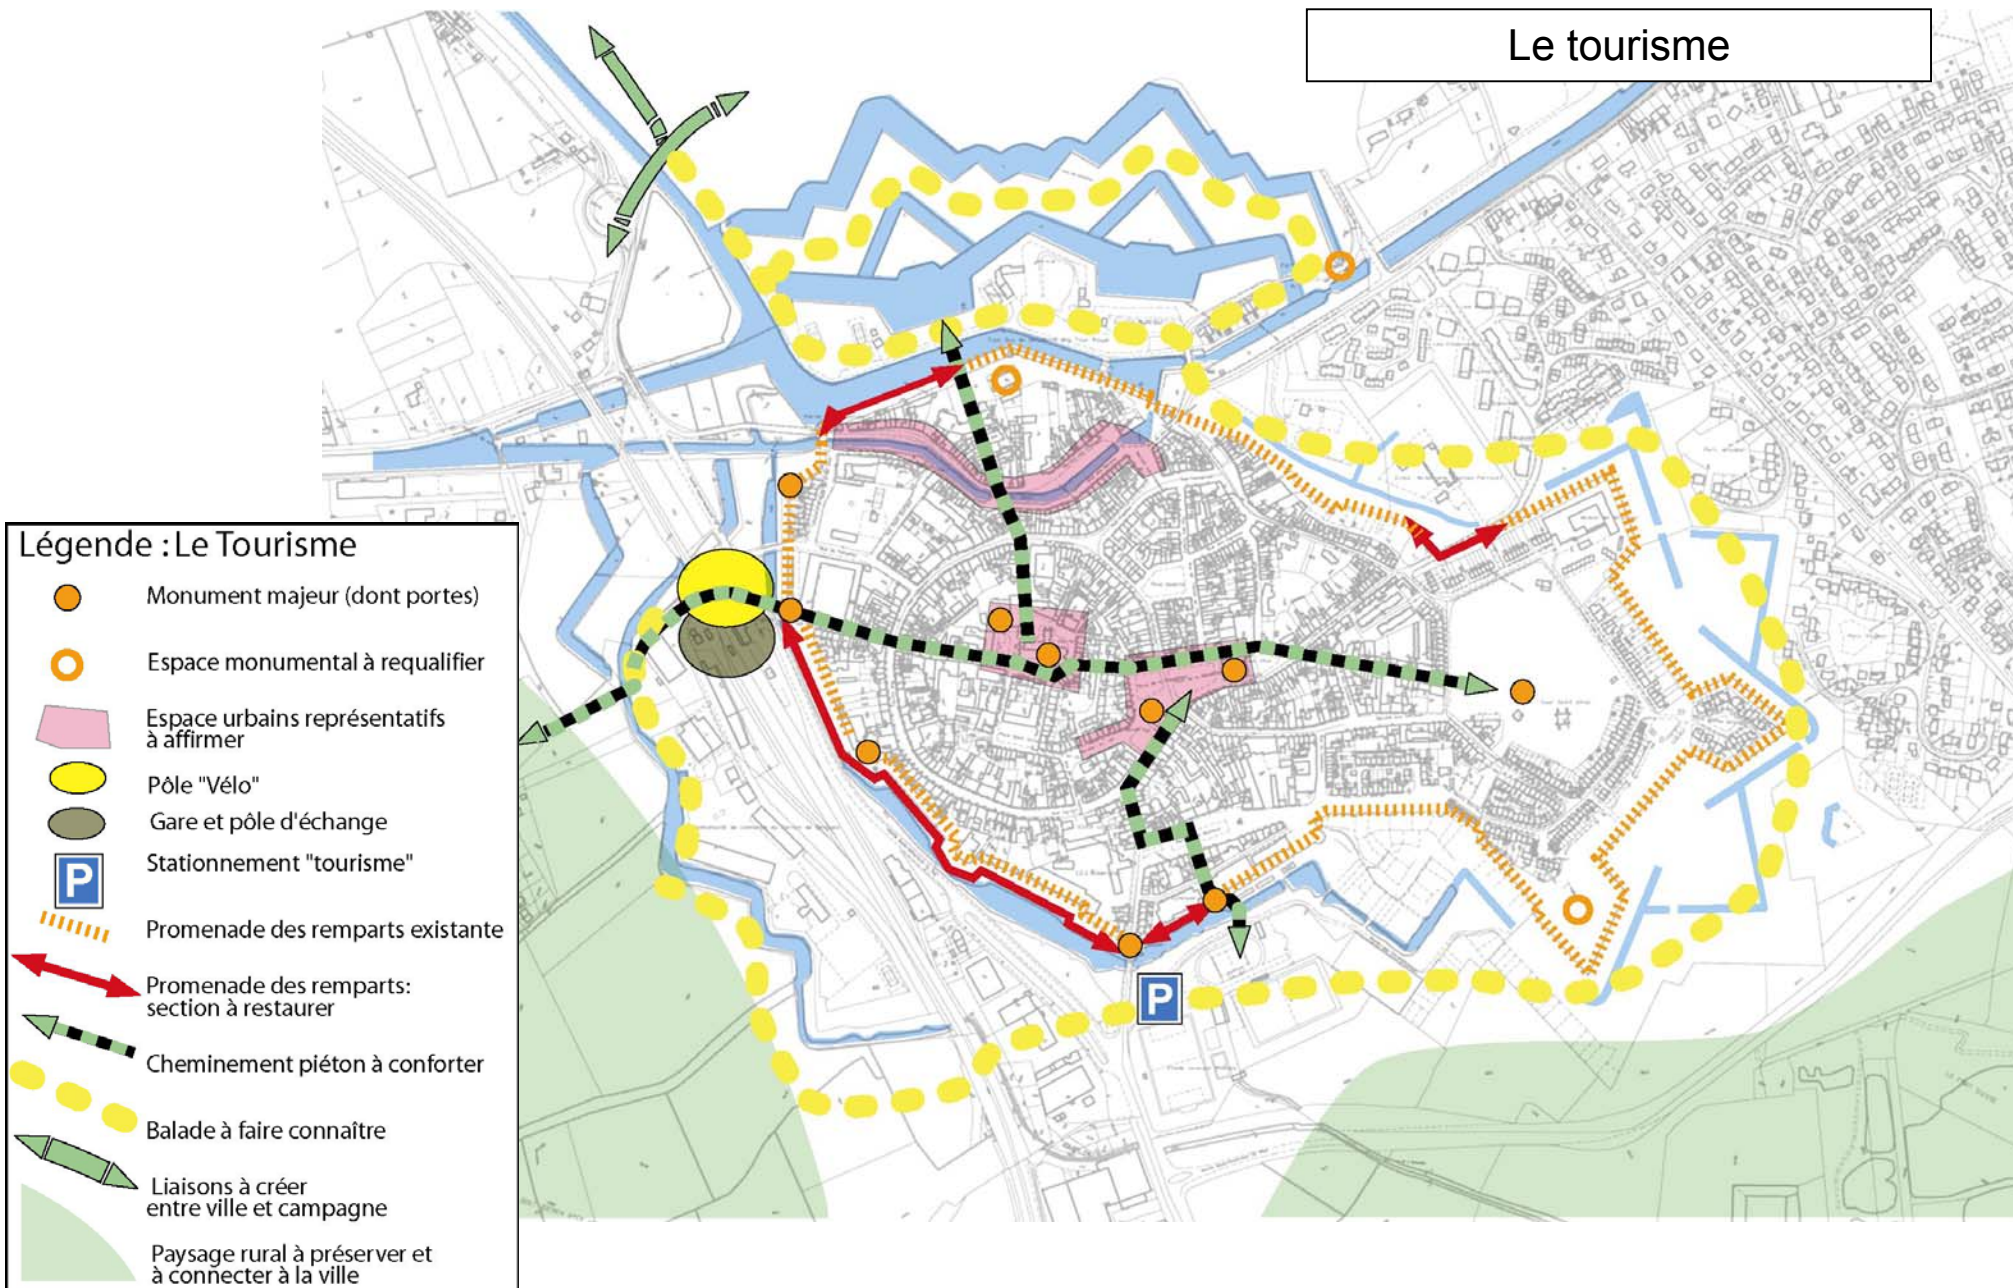 Le tourisme
Légende : Le Tourisme
Monument majeur (dont portes)
Espace monumental à requalifier
Espace urbains représentatifs
à affirmer
Pôle "Vélo"
Gare et pôle d'échange
P
Stationnement "tourisme"
Promenade des remparts existante
Promenade des remparts:
section à restaurer
Cheminement piéton à conforter
Balade à faire connaître
Liaisons à créer
entre ville et campagne
Paysage rural à préserver et
à connecter à la ville
P